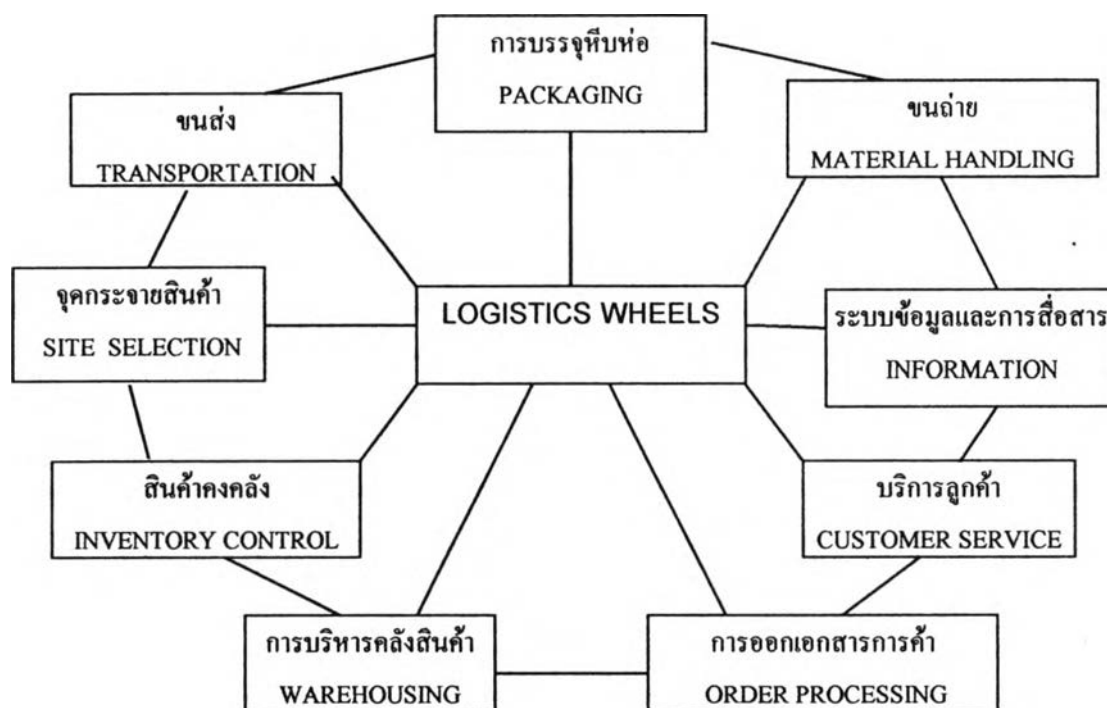 การบรรจุหีบห่อ
PACKAGING
ขนส่ง
TRANSPORTATION
ขนถ่าย
MATERIAL HANDLING
LOGISTICS WHEELS
จุดกระจายสินค้า
SITE SELECTION
ระบบข้อมูลและการสื่อสาร
INFORMATION
สินค้าคงคลัง
INVENTORY CONTROL
บริการลูกค้า
CUSTOMER SERVICE
การบริหารคลังสินค้า
WAREHOUSING
การออกเอกสารการค้า
ORDER PROCESSING